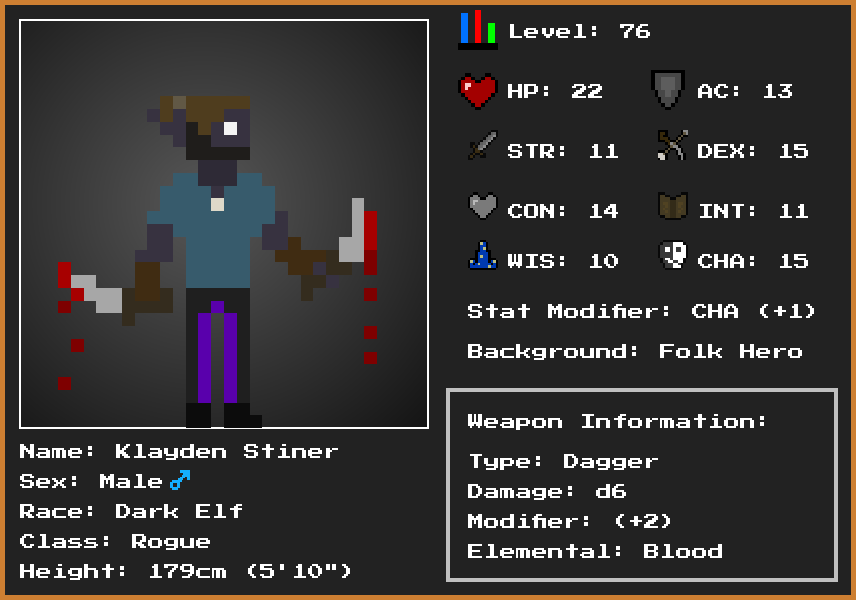 Level: 76
HP: 22 AC: 13
STR: 11 DEX: 15
CON: 14 INT: 11
WIS: 10 CHA: 15
Stat Modifier: CHA (+1)
Background: Folk Hero
Weapon Information:
Type: Dagger
Damage: d6
Modifier: (+2)
Elemental: Blood
Name: Klayden Stiner
Sex: Male♂
Race: Dark Elf
Class: Rogue
Height: 179cm (5'10")